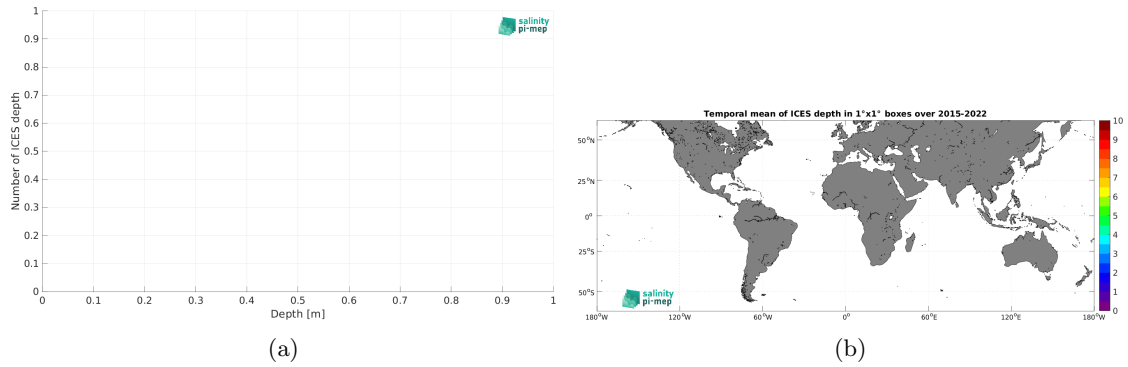 1
0.9
0.8
0.7
0.6
0.5
0.4
0.3
0.2
0.1
0
Number of ICES depth
0 0.1 0.2 0.3 0.4 0.5 0.6 0.7 0.8 0.9 1
Depth [m]
salinity
pi-mep
(a)
Temporal mean of ICES depth in 1°x1° boxes over 2015-2022
50°N
25°N
0°
25°S
50°S
180°W 120°W 60°W 0° 60°E 120°E 180°W
10
9
8
7
6
5
4
3
2
1
0
salinity
pi-mep
(b)